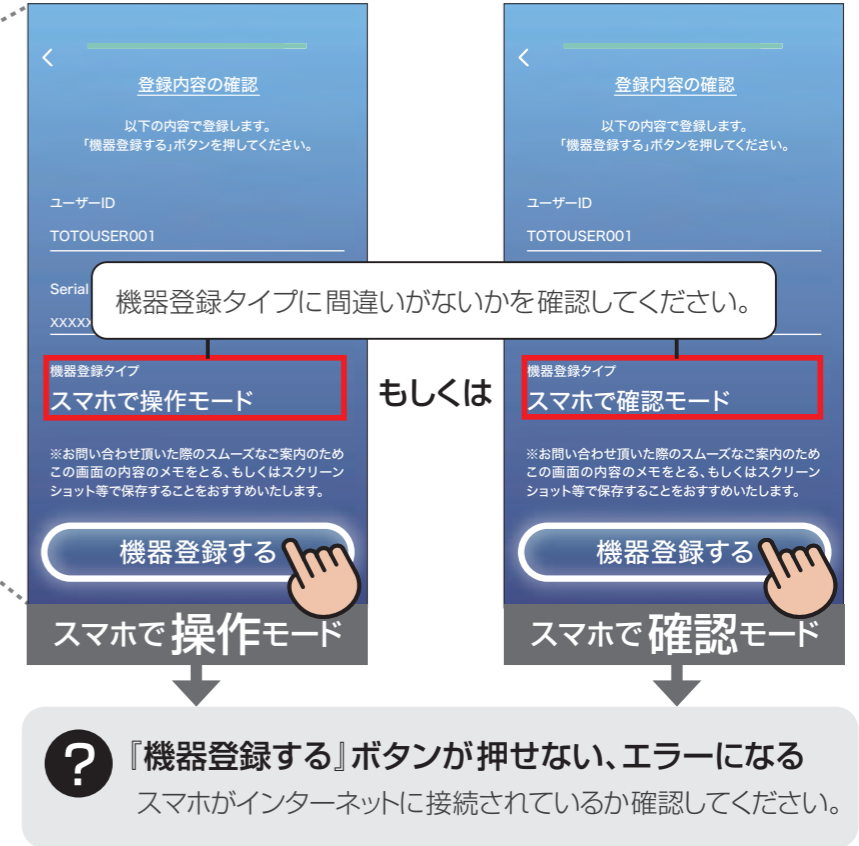 登録内容の確認
以下の内容で登録します。
「機器登録する」ボタンを押してください。
ユーザーID
TOTOUSER001
Serial
XXXXX
機器登録タイプ
スマホで操作モード
※お問い合わせ頂いた際のスムーズなご案内のため
この画面の内容のメモをとる、もしくはスクリーン
ショット等で保存することをおすすめいたします。
機器登録する
スマホで操作モード
機器登録タイプに間違いがないかを確認してください。
もしくは
登録内容の確認
以下の内容で登録します。
「機器登録する」ボタンを押してください。
ユーザーID
TOTOUSER001
機器登録タイプ
スマホで確認モード
※お問い合わせ頂いた際のスムーズなご案内のため
この画面の内容のメモをとる、もしくはスクリーン
ショット等で保存することをおすすめいたします。
機器登録する
スマホで確認モード
?
『機器登録する』ボタンが押せない、エラーになる
スマホがインターネットに接続されているか確認してください。